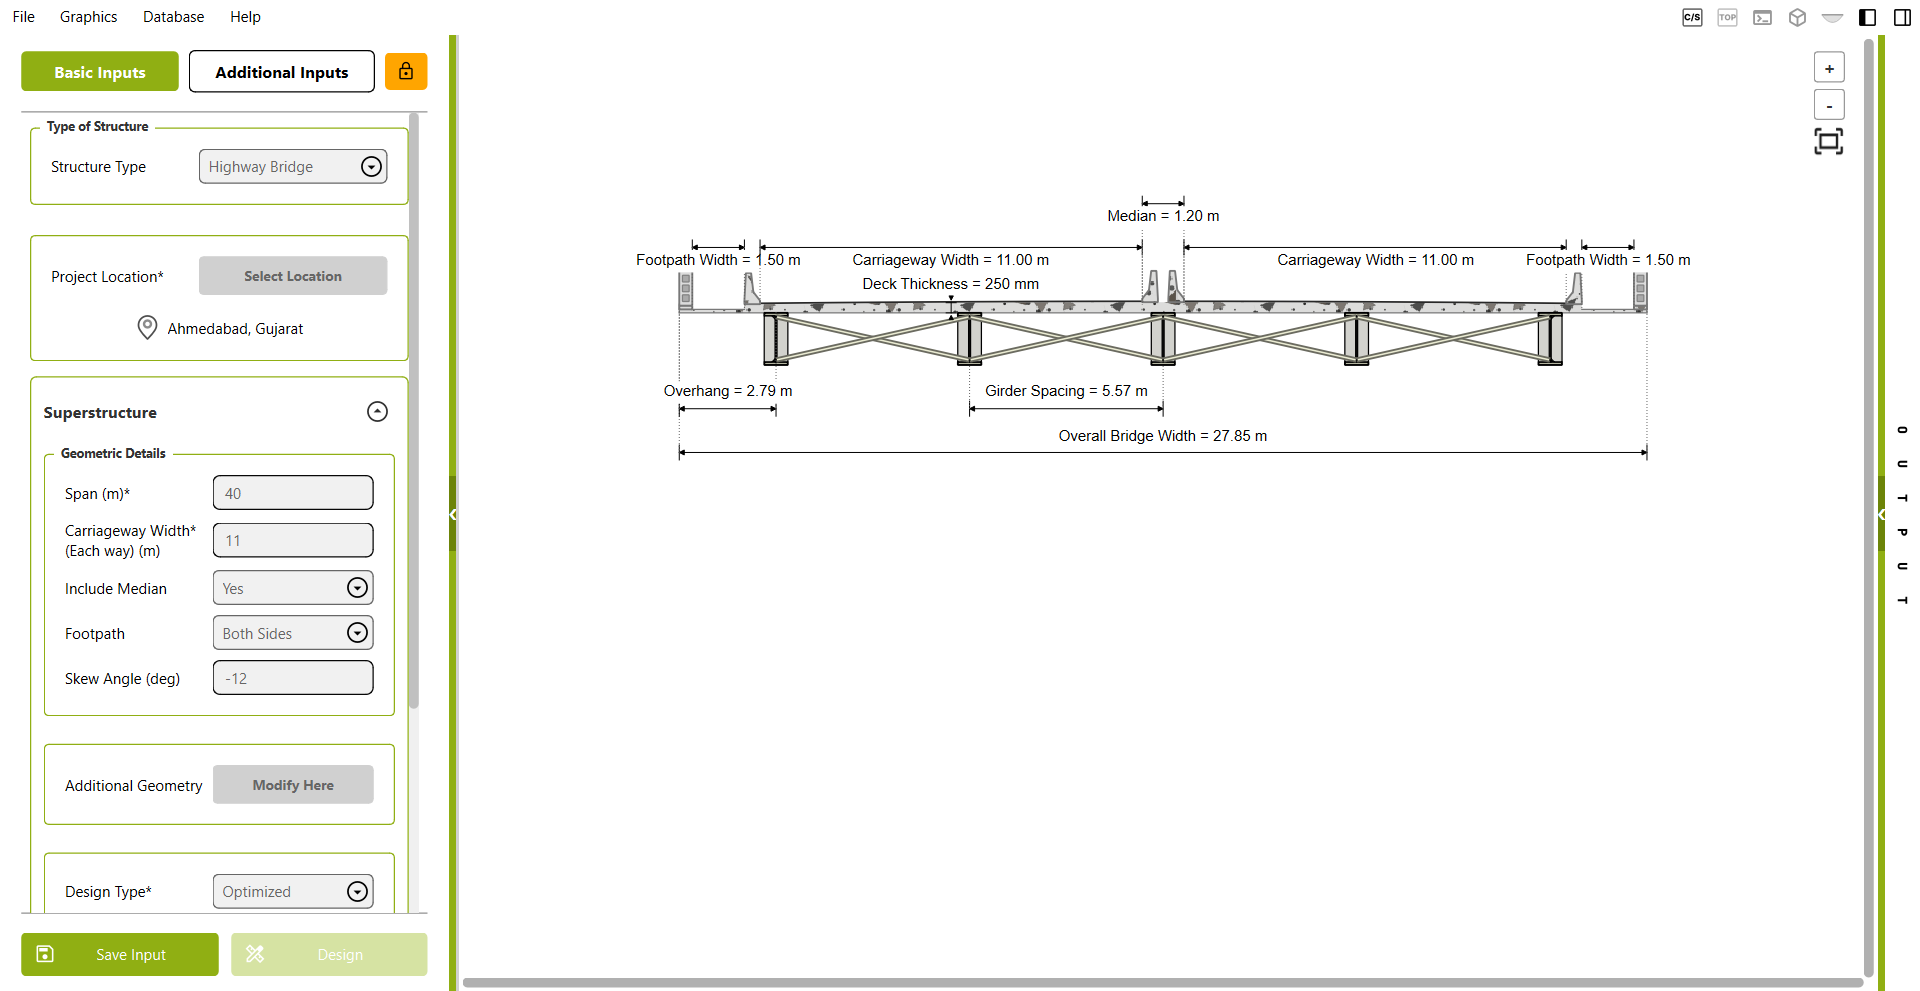 File Graphics Database Help
C/S TOP
Basic Inputs Additional Inputs
Type of Structure
Structure Type Highway Bridge
Project Location* Select Location
Ahmedabad, Gujarat
Superstructure
Geometric Details
Span (m)* 40
Carriageway Width*
(Each way) (m) 11
Include Median Yes
Footpath Both Sides
Skew Angle (deg) -12
Additional Geometry Modify Here
Design Type* Optimized
Save Input Design
+
-
Median = 1.20 m
Footpath Width = 1.50 m Carriageway Width = 11.00 m Carriageway Width = 11.00 m Footpath Width = 1.50 m
Deck Thickness = 250 mm
Overhang = 2.79 m Girder Spacing = 5.57 m
Overall Bridge Width = 27.85 m
OUTPUT